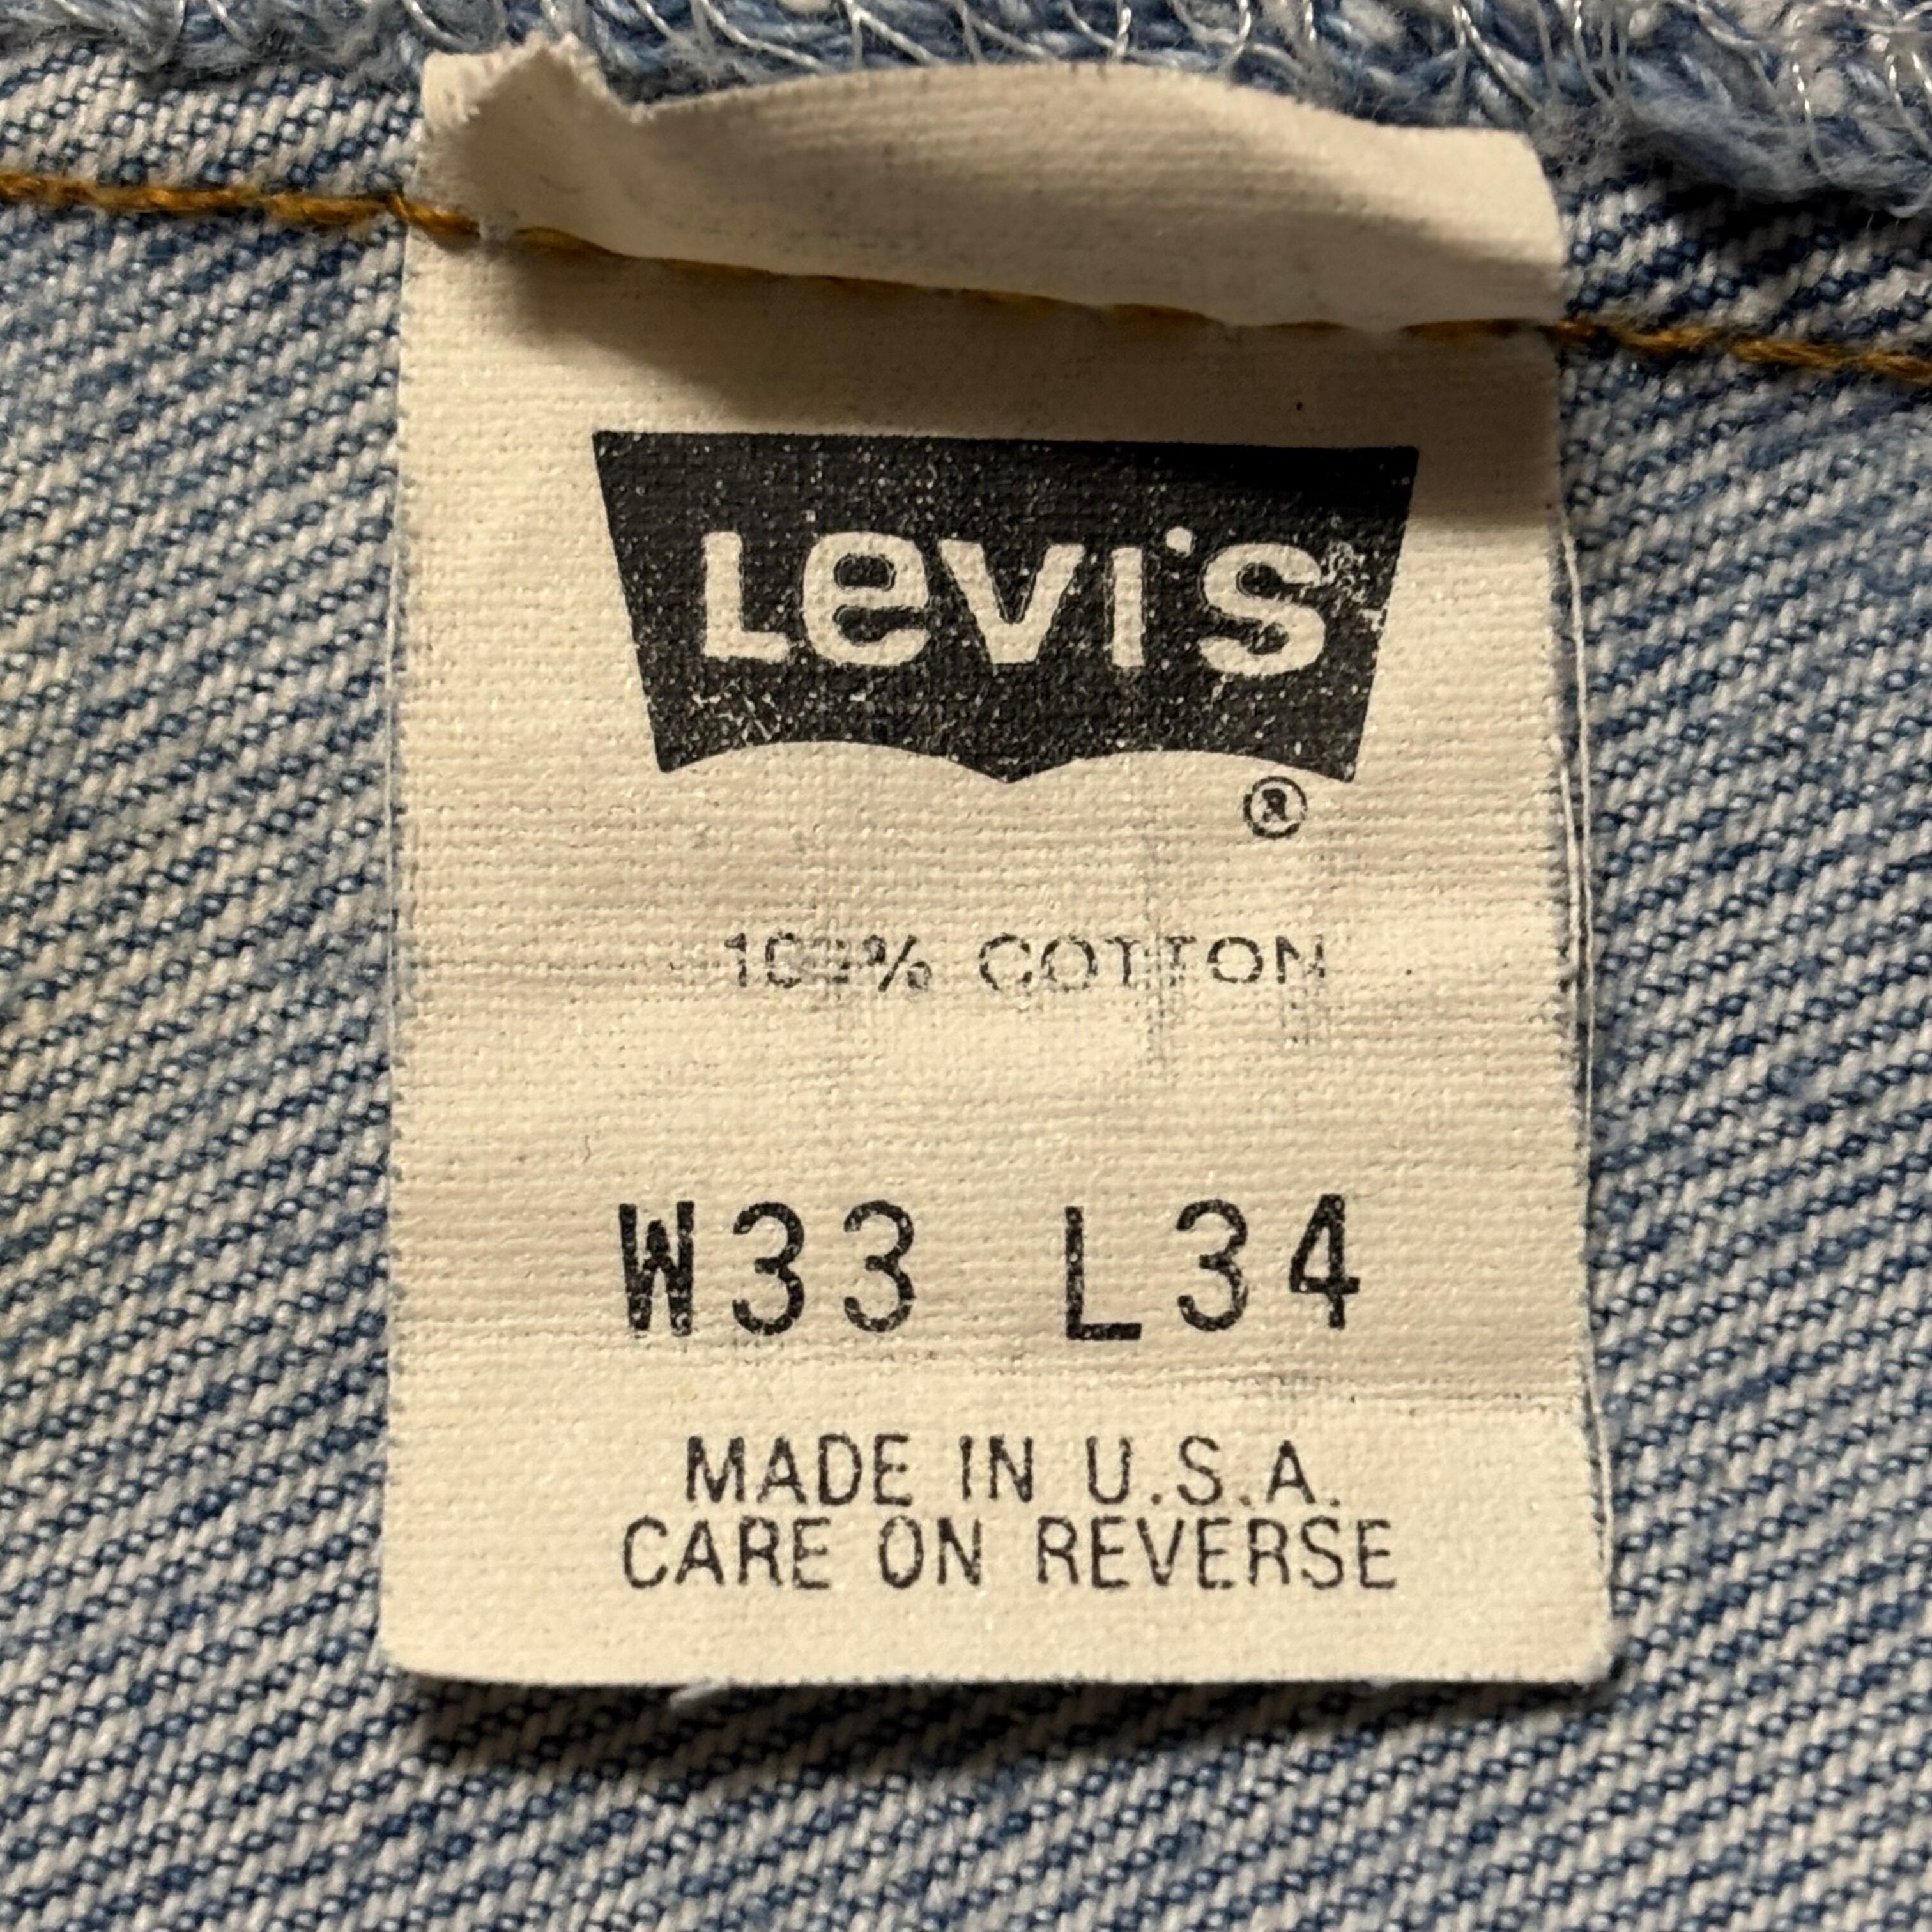 Levi's
®
100% COTTON
W33 L34
MADE IN U.S.A.
CARE ON REVERSE